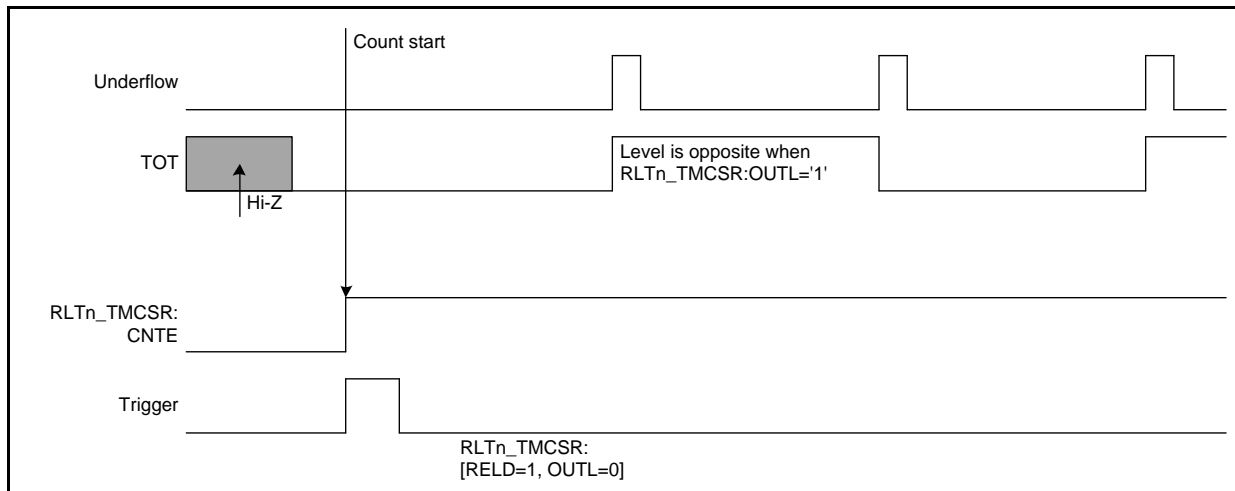 Count start
Underflow
TOT
Level is opposite when
RLTn_TMCSR:OUTL='1'
Hi-Z
RLTn_TMCSR:
CNTE
Trigger
RLTn_TMCSR:
[RELD=1, OUTL=0]